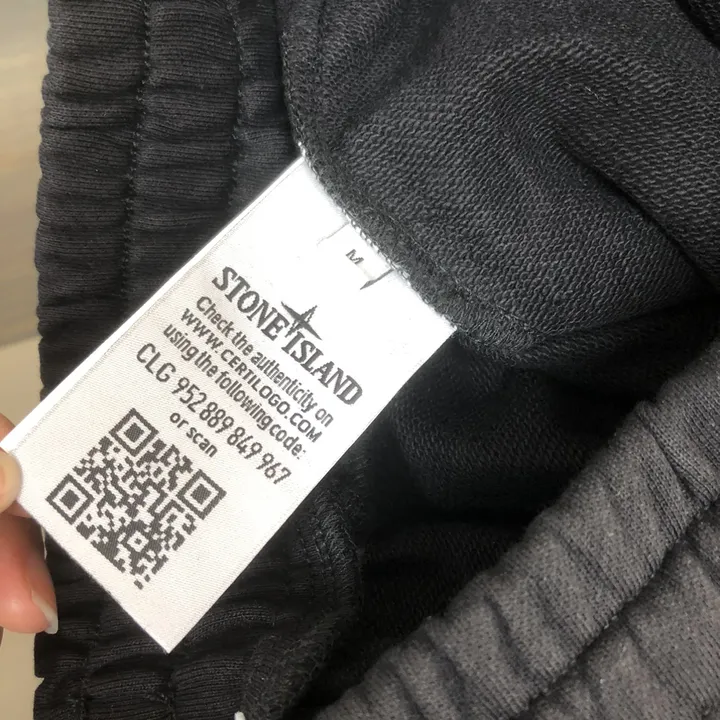 M
STONE ISLAND
Check the authenticity on
WWW.CERTILOGO.COM
using the following code:
CLG 952 889 849 967
or scan